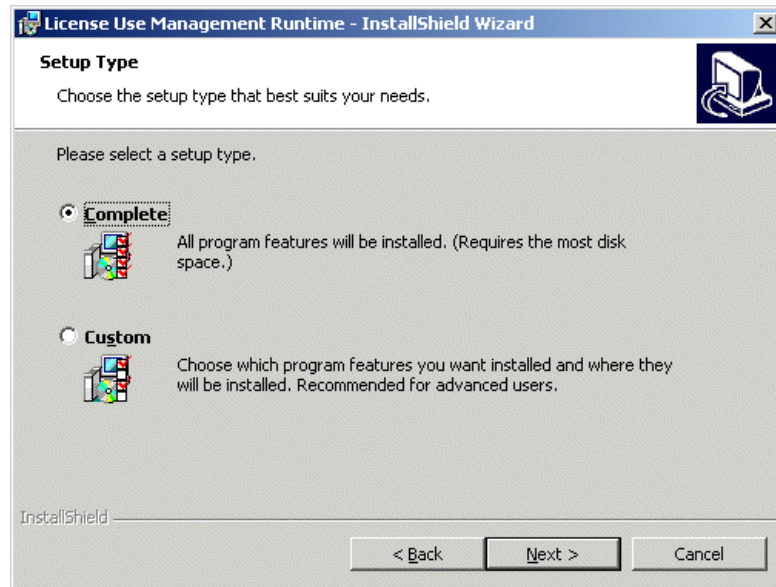 License Use Management Runtime - InstallShield Wizard
Setup Type
Choose the setup type that best suits your needs.
Please select a setup type.
Complete
All program features will be installed. (Requires the most disk
space.)
Custom
Choose which program features you want installed and where they
will be installed. Recommended for advanced users.
InstallShield
< Back
Next >
Cancel